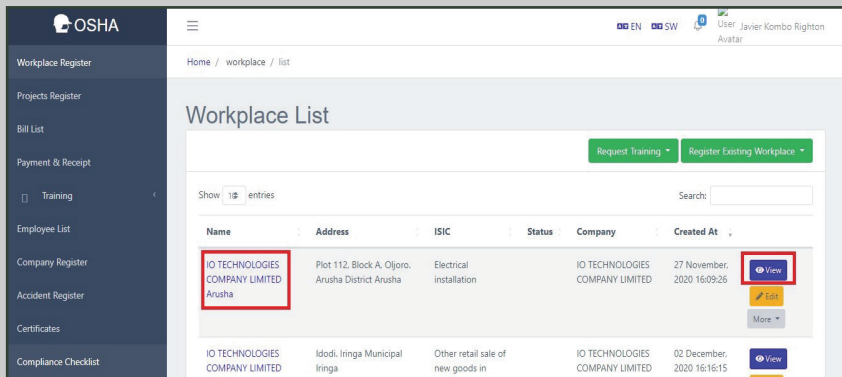 OSHA
EN SW 0 User Avatar Javier Kombo Righton
Workplace Register
Home / workplace / list
Projects Register
Workplace List
Bill List
Request Training
Register Existing Workplace
Payment & Receipt
Training
Show entries
Search:
Employee List
Name Address ISIC Status Company Created At
Company Register
IO TECHNOLOGIES Plot 112, Block A, Oljoro, Electrical IO TECHNOLOGIES 27 November, View
COMPANY LIMITED Arusha District Arusha installation COMPANY LIMITED 2020 16:09:26
Arusha
Accident Register
Edit
Certificates
More
Compliance Checklist
IO TECHNOLOGIES Idodi, Iringa Municipal Other retail sale of IO TECHNOLOGIES 02 December, View
COMPANY LIMITED Iringa new goods in COMPANY LIMITED 2020 16:16:15